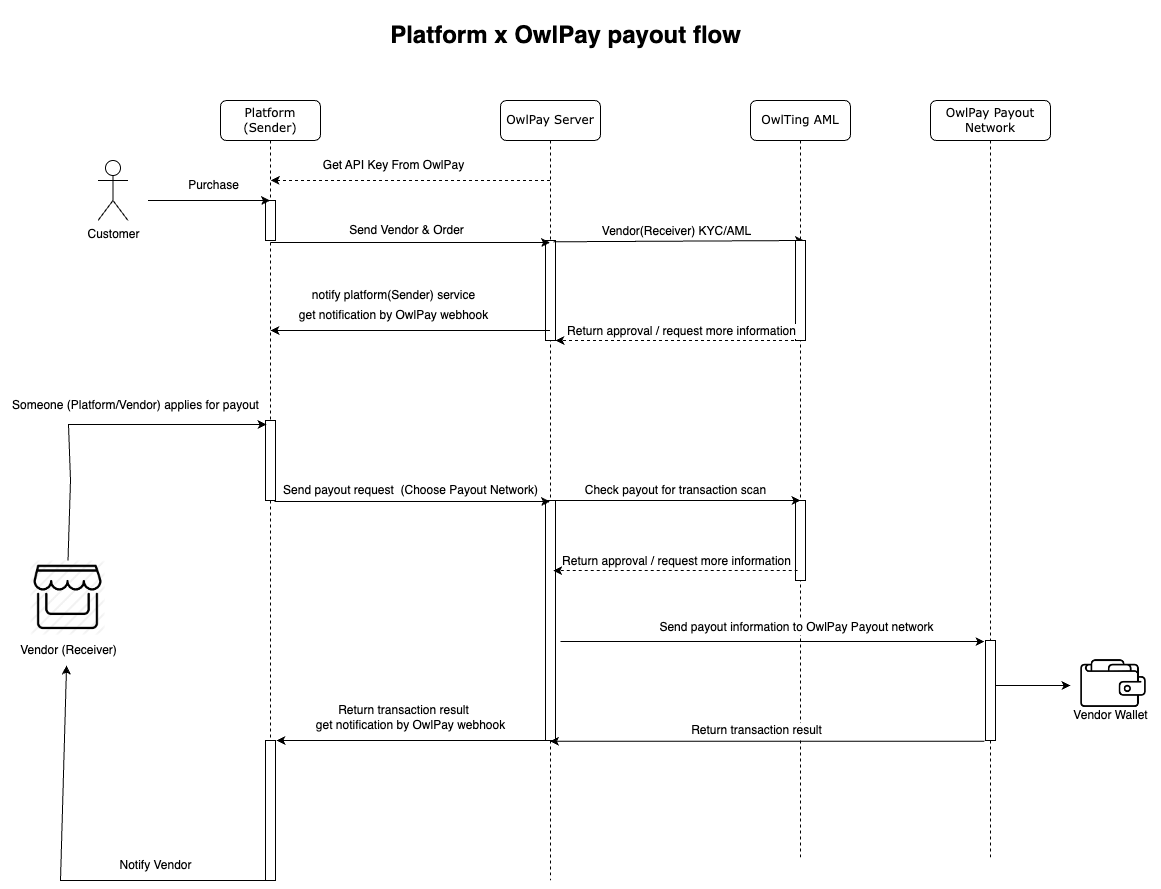 Platform x OwlPay payout flow
Platform
(Sender)
OwlPay Server
OwlTing AML
OwlPay Payout
Network
Get API Key From OwlPay
Purchase
Customer
Send Vendor & Order
Vendor(Receiver) KYC/AML
notify platform(Sender) service
get notification by OwlPay webhook
Return approval / request more information
Someone (Platform/Vendor) applies for payout
Send payout request  (Choose Payout Network)
Check payout for transaction scan
Return approval / request more information
Send payout information to OwlPay Payout network
Vendor (Receiver)
Vendor Wallet
Return transaction result
get notification by OwlPay webhook
Return transaction result
Notify Vendor